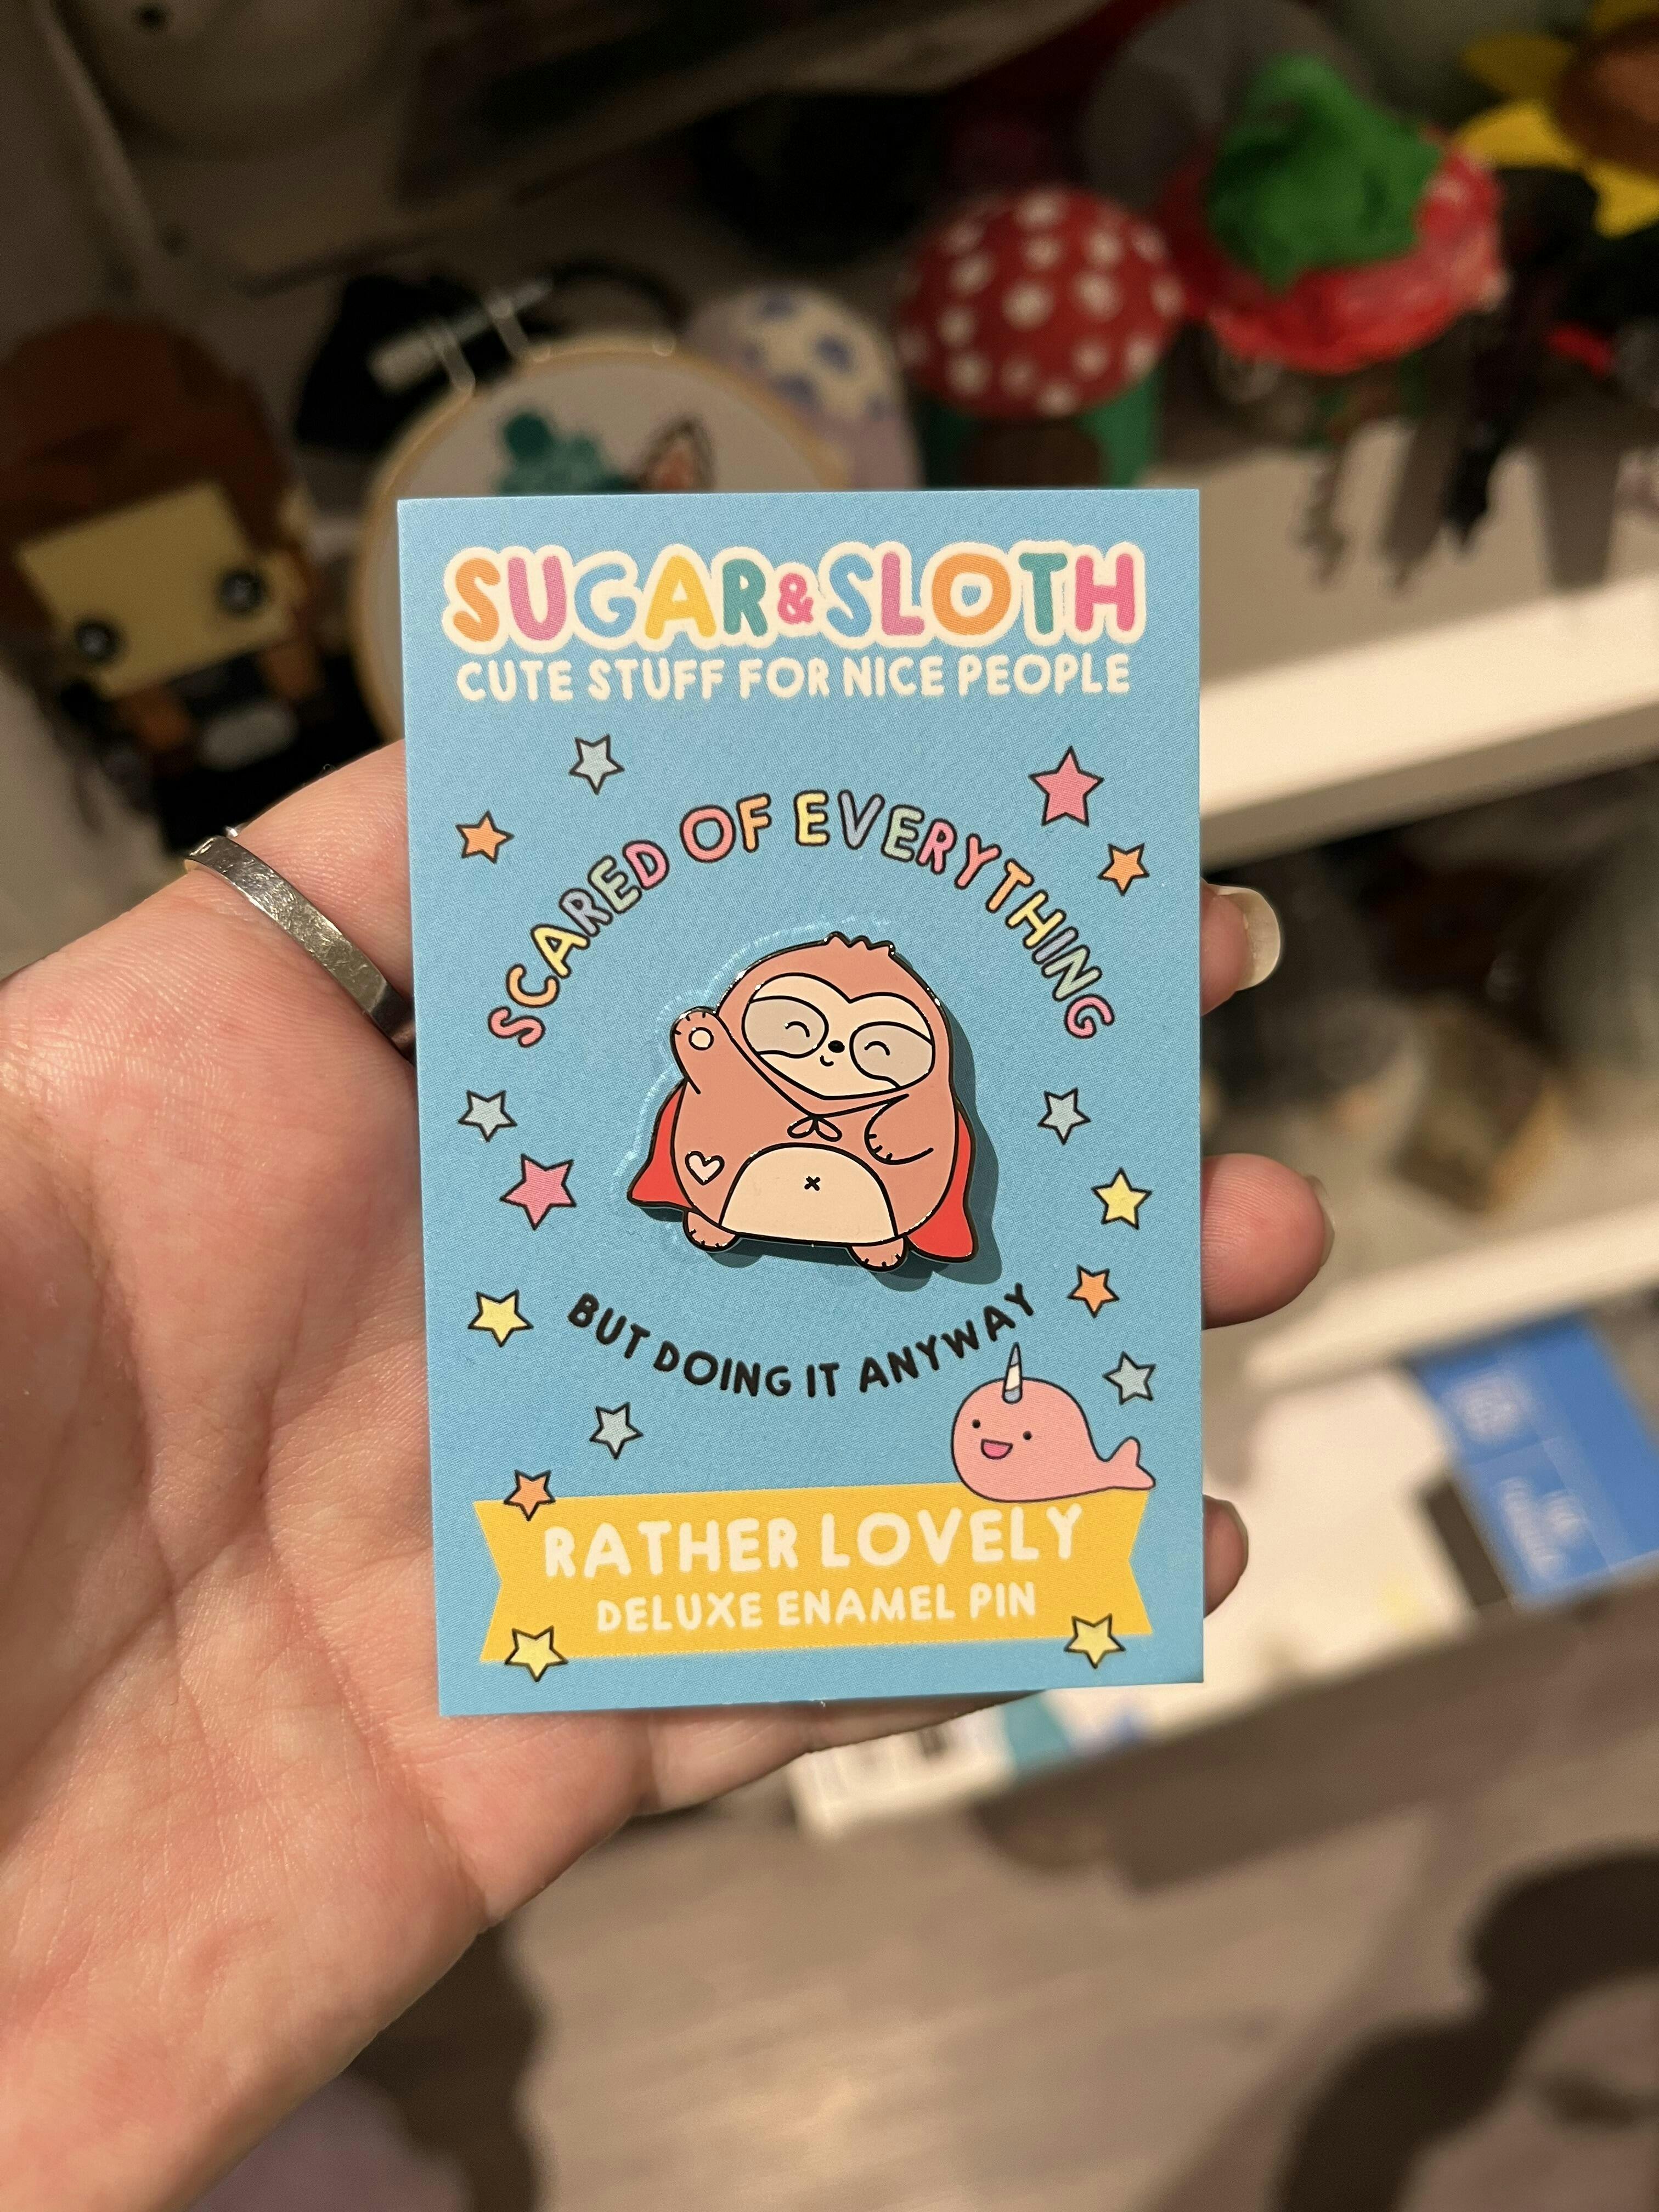 SUGAR & SLOTH
CUTE STUFF FOR NICE PEOPLE
SCARED OF EVERYTHING
BUT DOING IT ANYWAY
RATHER LOVELY
DELUXE ENAMEL PIN